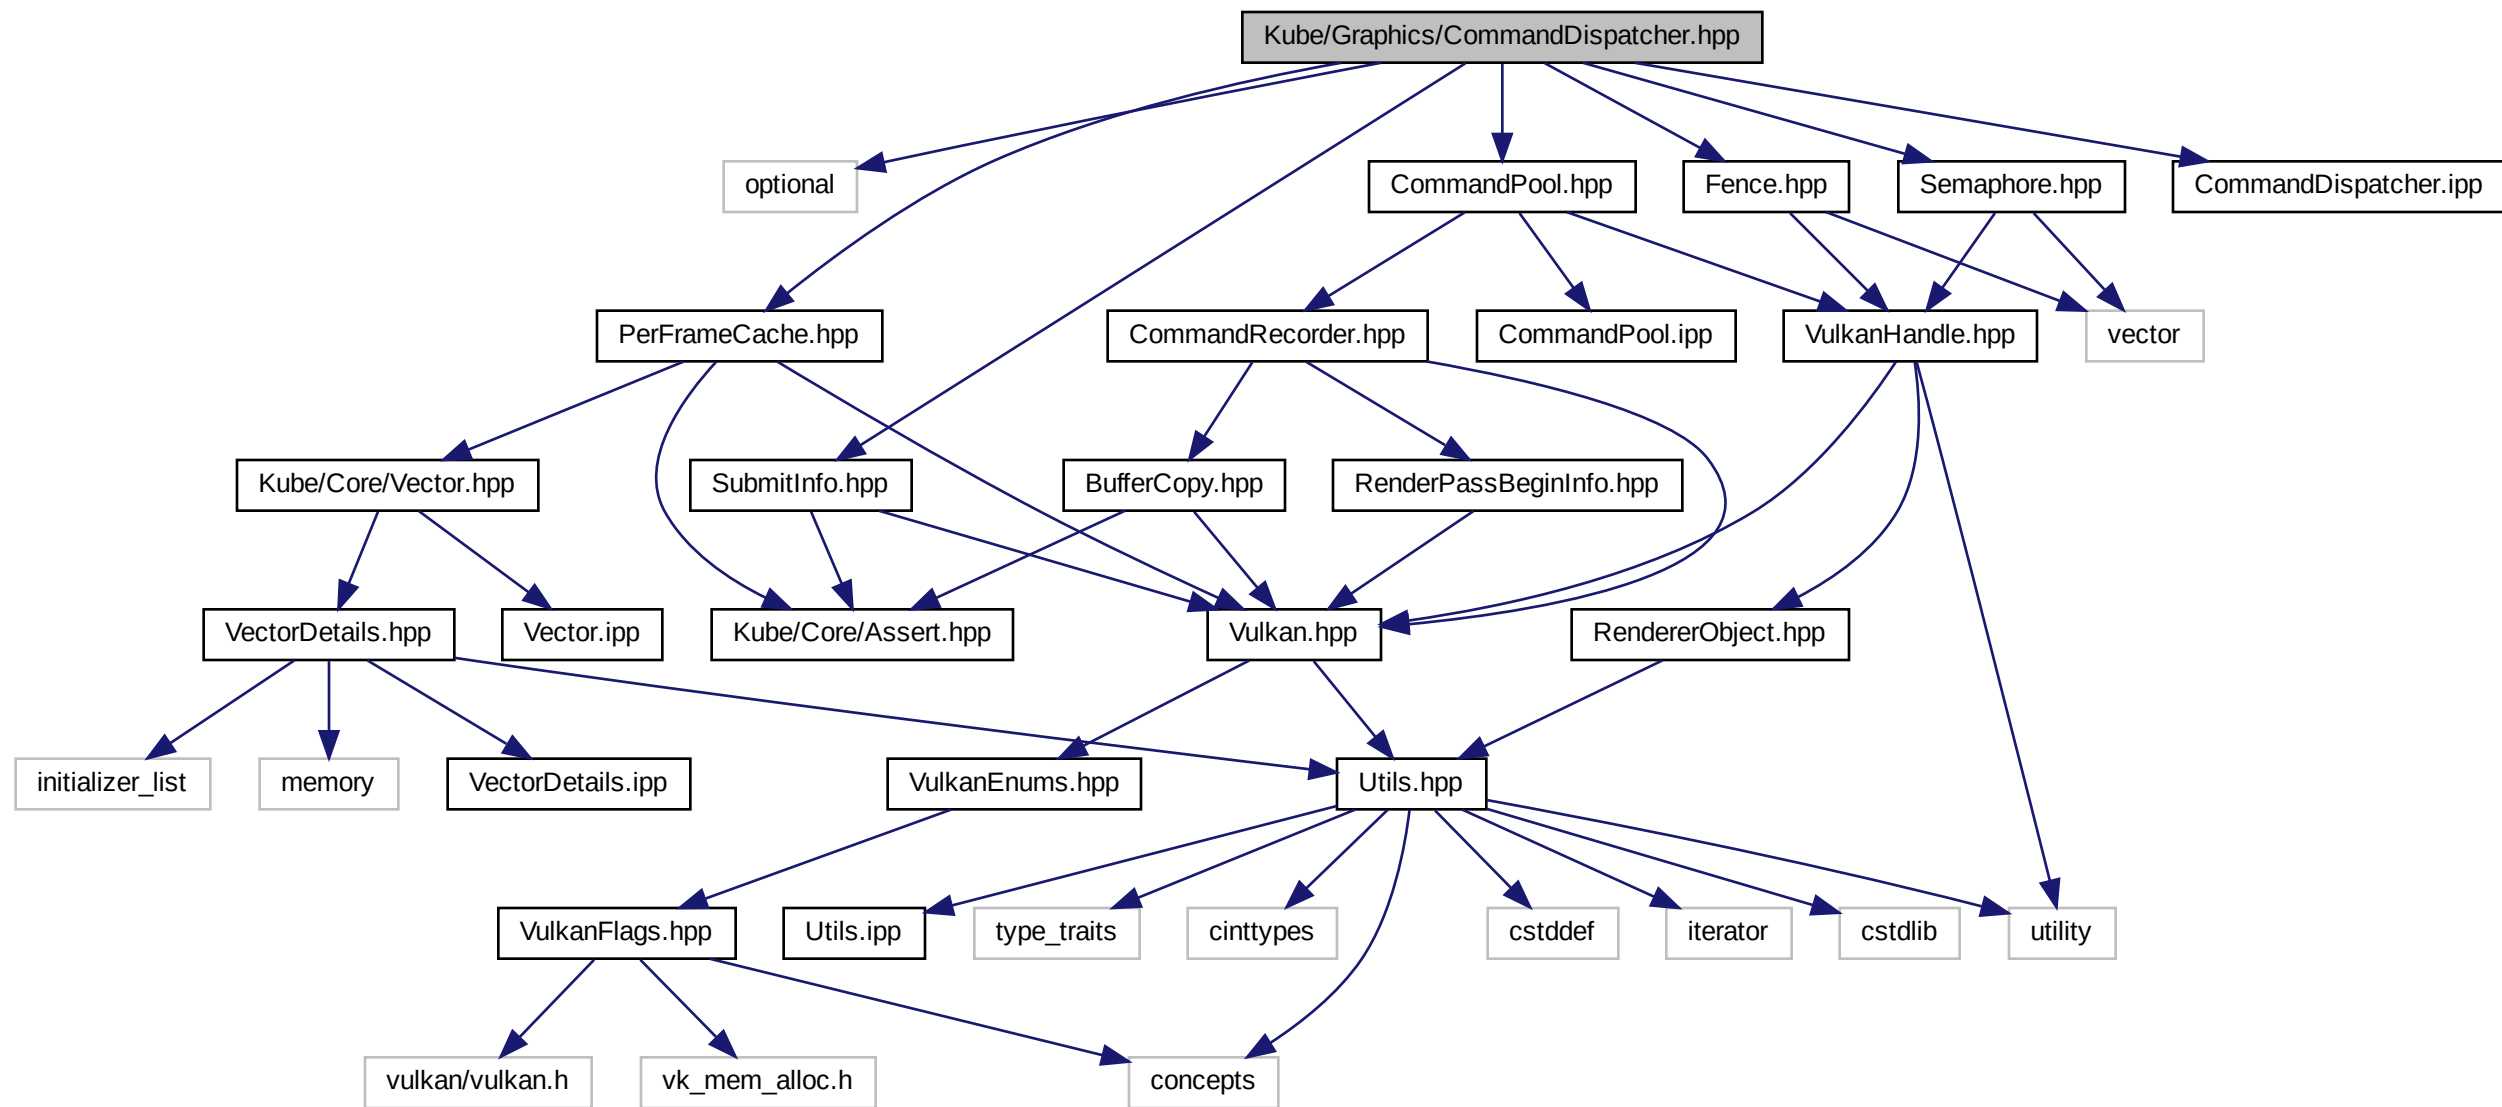 Kube/Graphics/CommandDispatcher.hpp
optional
CommandPool.hpp
Fence.hpp
Semaphore.hpp
CommandDispatcher.ipp
PerFrameCache.hpp
CommandRecorder.hpp
CommandPool.ipp
VulkanHandle.hpp
vector
Kube/Core/Vector.hpp
SubmitInfo.hpp
BufferCopy.hpp
RenderPassBeginInfo.hpp
VectorDetails.hpp
Vector.ipp
Kube/Core/Assert.hpp
Vulkan.hpp
RendererObject.hpp
initializer_list
memory
VectorDetails.ipp
VulkanEnums.hpp
Utils.hpp
VulkanFlags.hpp
Utils.ipp
type_traits
cinttypes
cstddef
iterator
cstdlib
utility
vulkan/vulkan.h
vk_mem_alloc.h
concepts